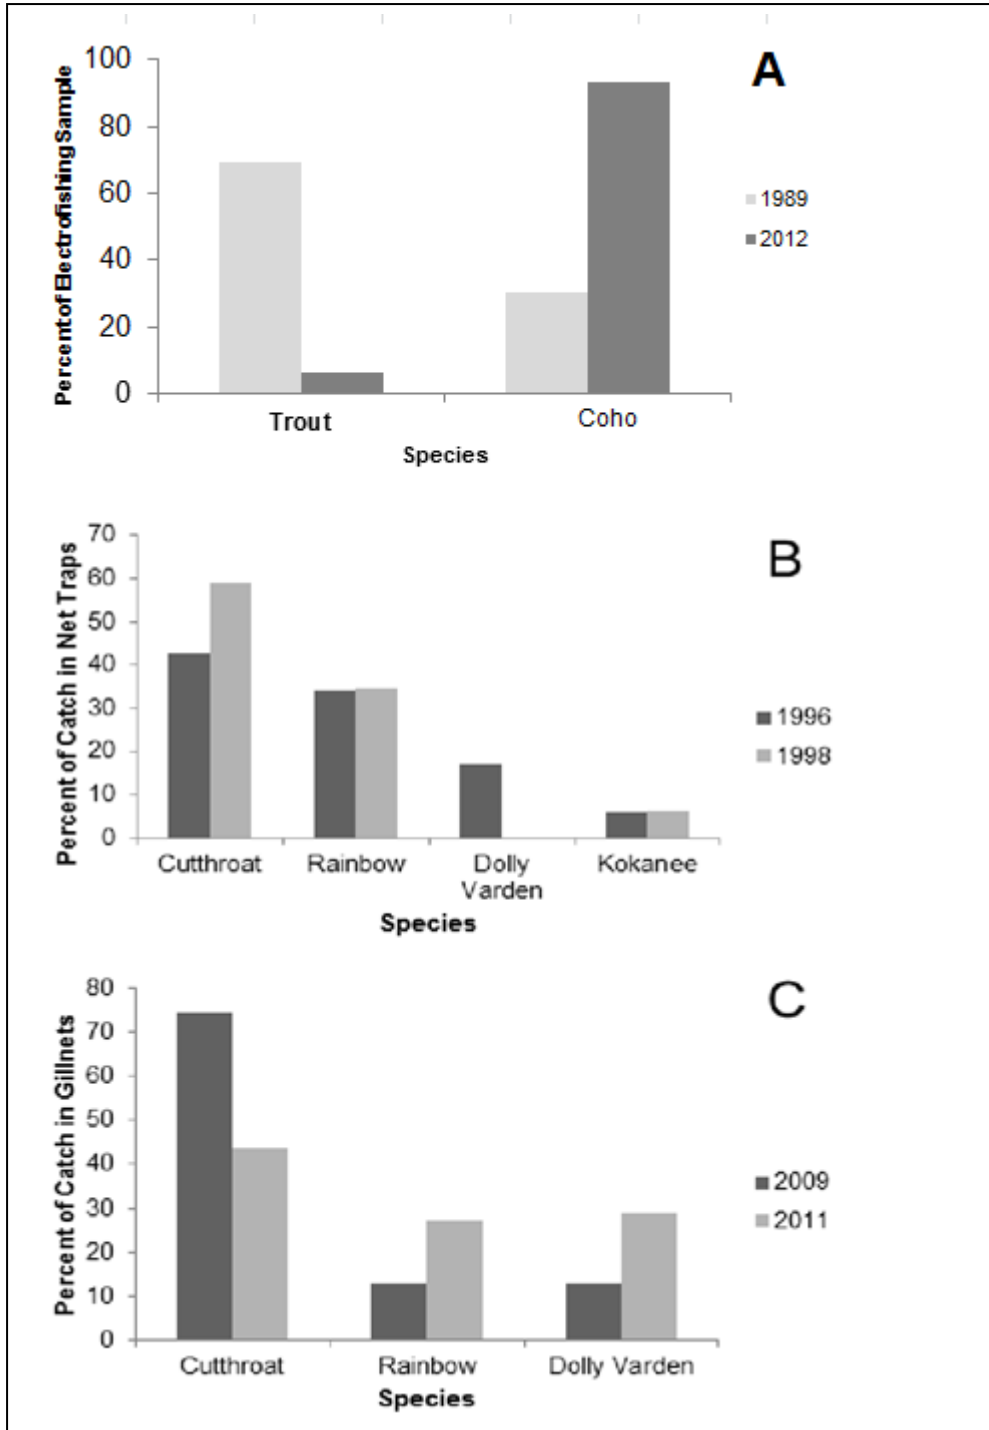 A
Percent of Electrofishing Sample
100
80
60
40
20
0
1989
2012
Trout
Coho
Species
B
Percent of Catch in Net Traps
70
60
50
40
30
20
10
0
1996
1998
Cutthroat
Rainbow
Dolly
Varden
Kokanee
Species
C
Percent of Catch in Gillnets
80
70
60
50
40
30
20
10
0
2009
2011
Cutthroat
Rainbow
Dolly Varden
Species